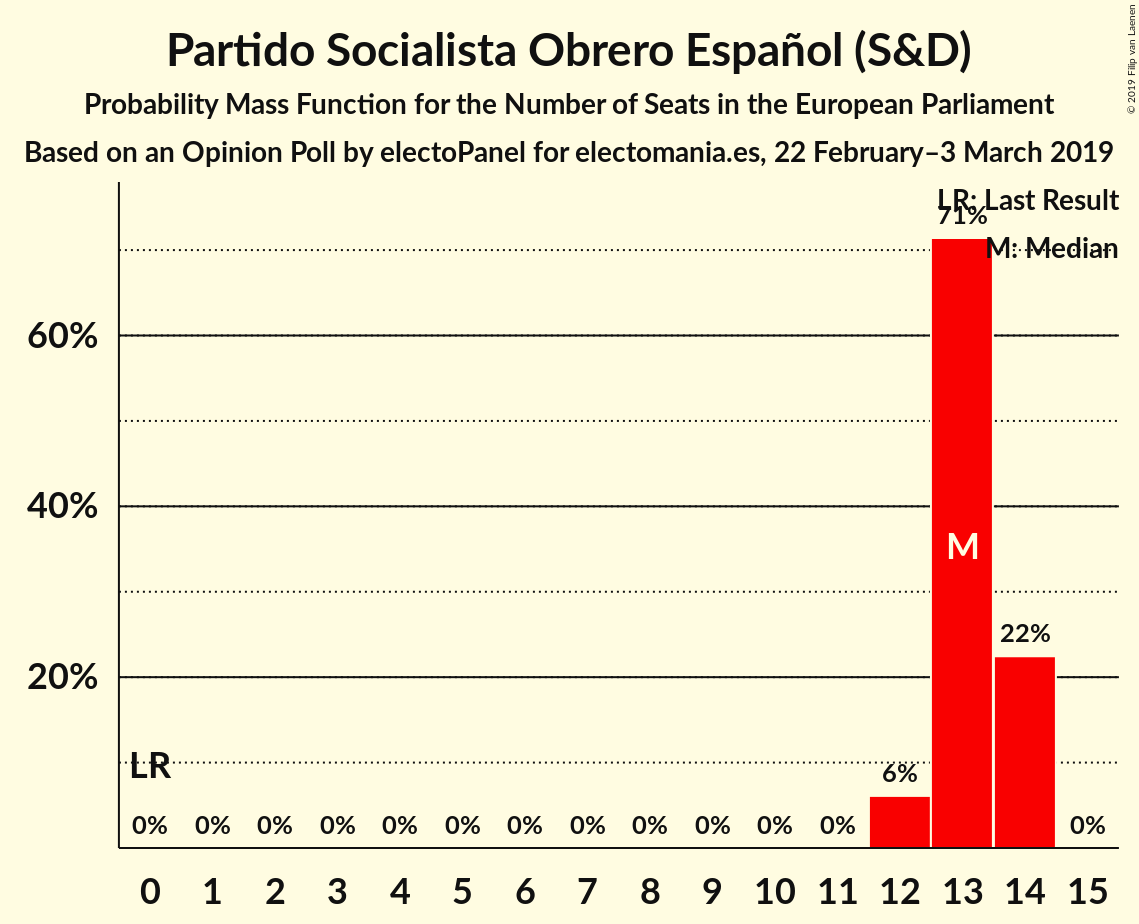 Partido Socialista Obrero Español (S&D)
Probability Mass Function for the Number of Seats in the European Parliament
Based on an Opinion Poll by electoPanel for electomania.es, 22 February–3 March 2019
© 2019 Filip van Laenen
LR: Last Result
M: Median
71%
60%
40%
M
22%
20%
LR
6%
0% 0% 0% 0% 0% 0% 0% 0% 0% 0% 0% 0% 0%
0 1 2 3 4 5 6 7 8 9 10 11 12 13 14 15